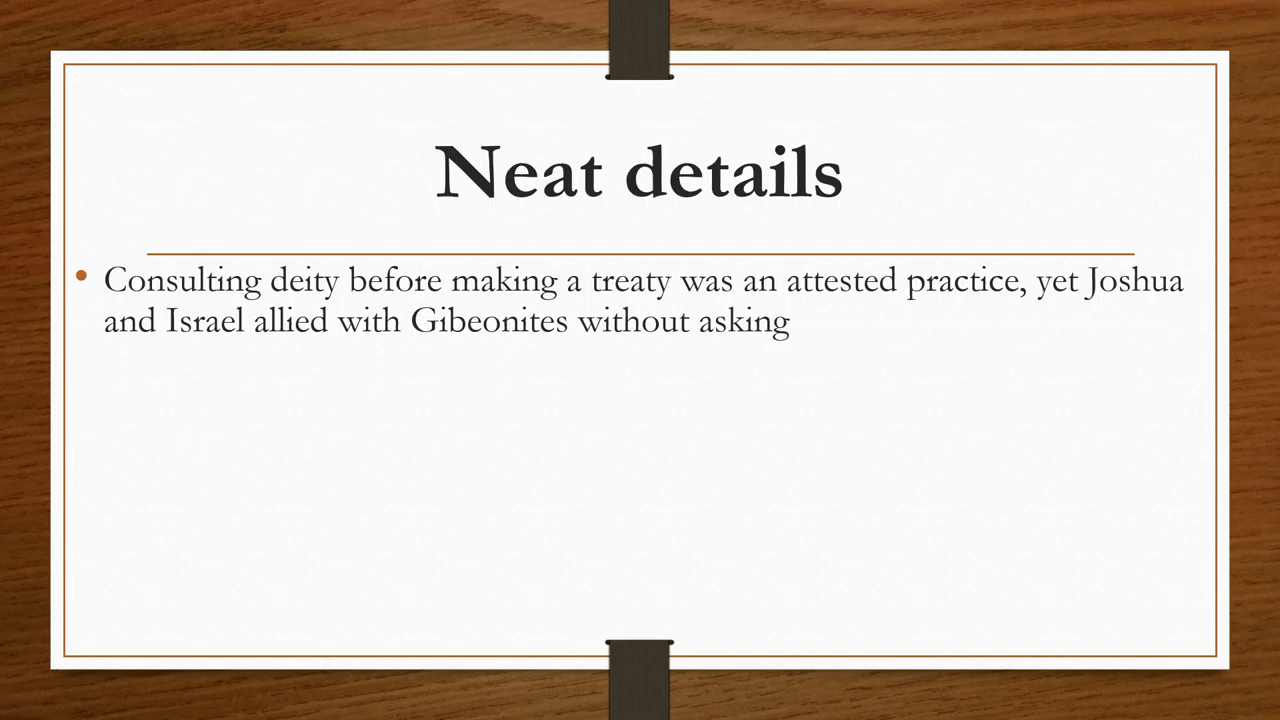 Neat details
• Consulting deity before making a treaty was an attested practice, yet Joshua
and Israel allied with Gibeonites without asking